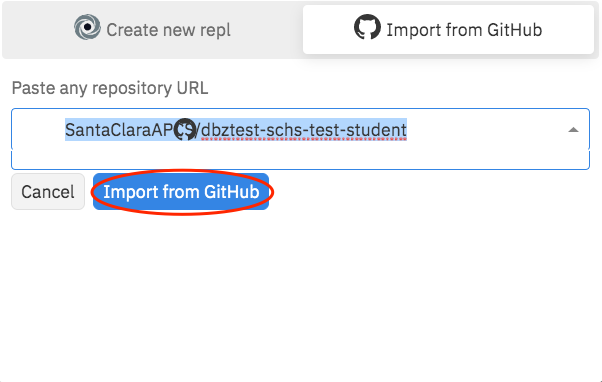 Create new repl
Import from GitHub
Paste any repository URL
SantaClaraAPCS/dbztest-schs-test-student
Cancel
Import from GitHub